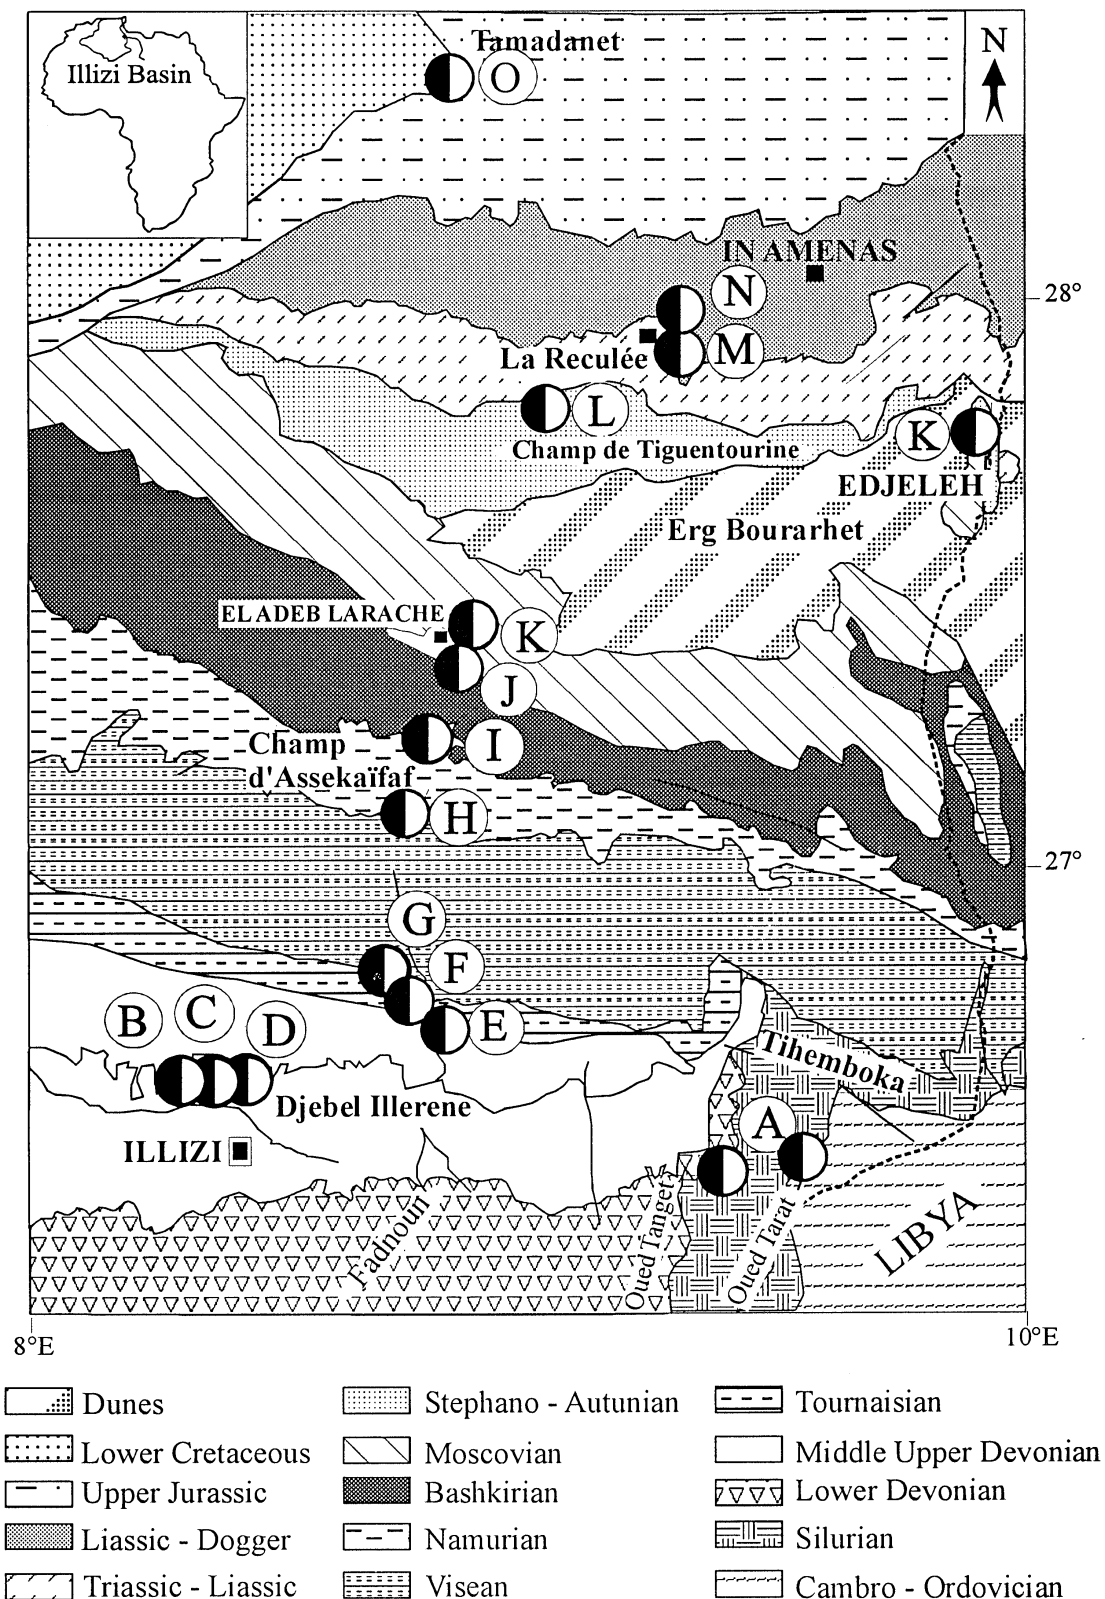 Tamadanet
N
Illizi Basin
O
IN AMENAS
N
28°
La Reculée
M
L
K
Champ de Tiguentourine
EDJELEH
Erg Bourarhet
EL ADEB LARACHE
K
J
Champ
d'Assekaïfaf
I
H
27°
G
F
B
C
D
E
Tihemboka
Djebel Illerene
A
ILLIZI
Fadnoun
Oued Tanget
Oued Tarat
LIBYA
8°E
10°E
Dunes
Stephano - Autunian
Tournaisian
Lower Cretaceous
Moscovian
Middle Upper Devonian
Upper Jurassic
Bashkirian
Lower Devonian
Liassic - Dogger
Namurian
Silurian
Triassic - Liassic
Visean
Cambro - Ordovician